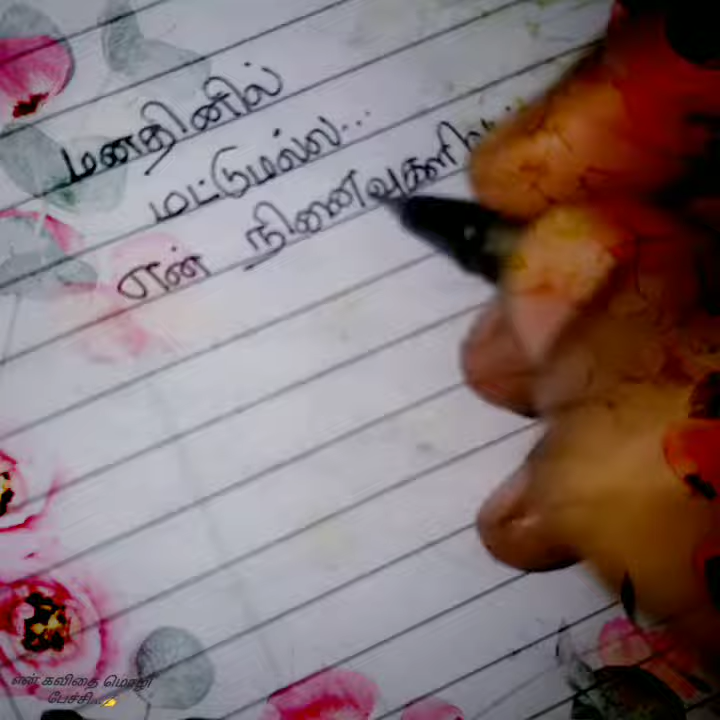 மனதினில்
மட்டுமல்ல...
என் நினைவுகளிலு...
என் கவிதை மொழி
பேச்சி...✍